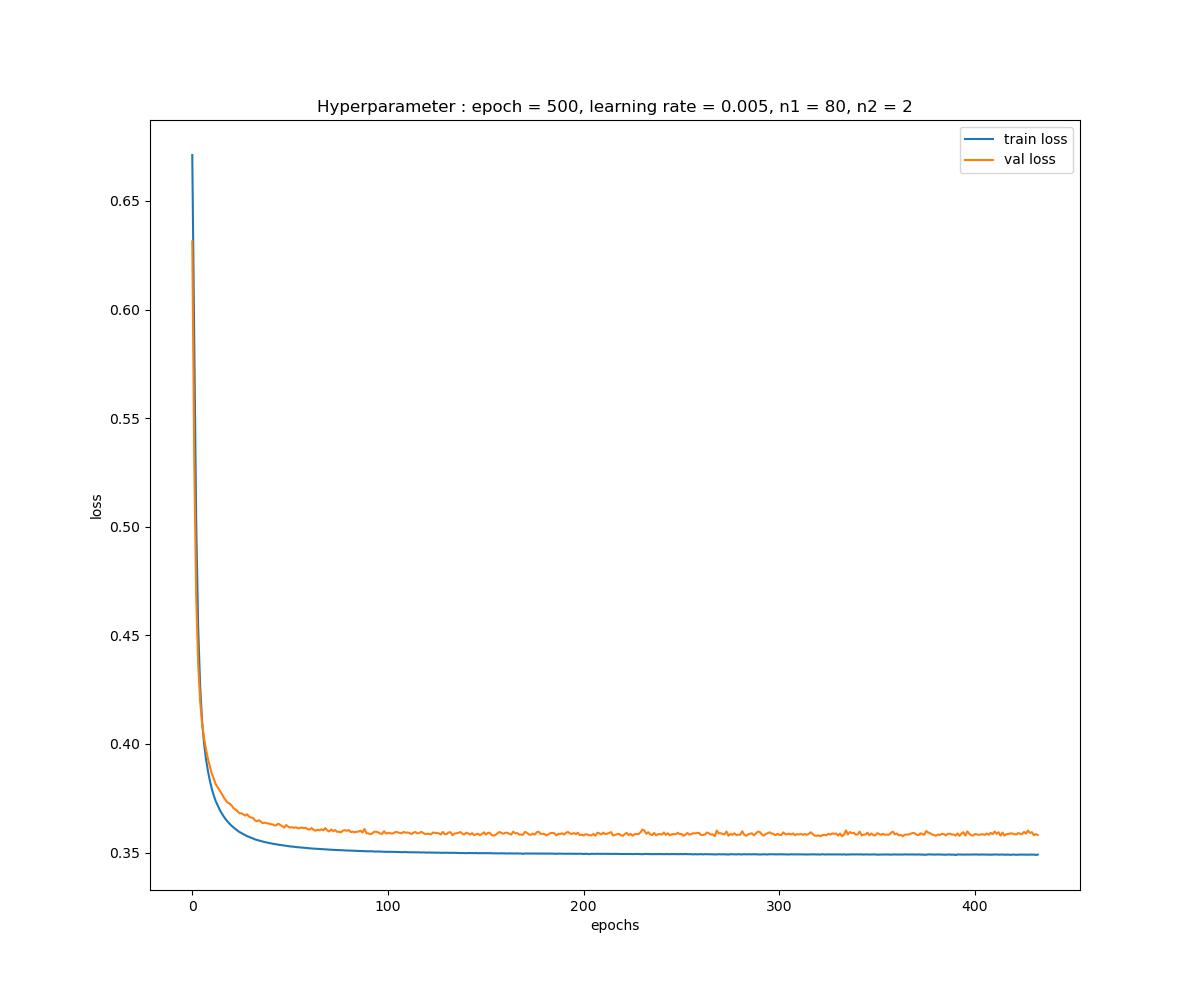 Hyperparameter : epoch = 500, learning rate = 0.005, n1 = 80, n2 = 2
train loss
val loss
0.65
0.60
0.55
0.50
0.45
0.40
0.35
loss
0 100 200 300 400
epochs